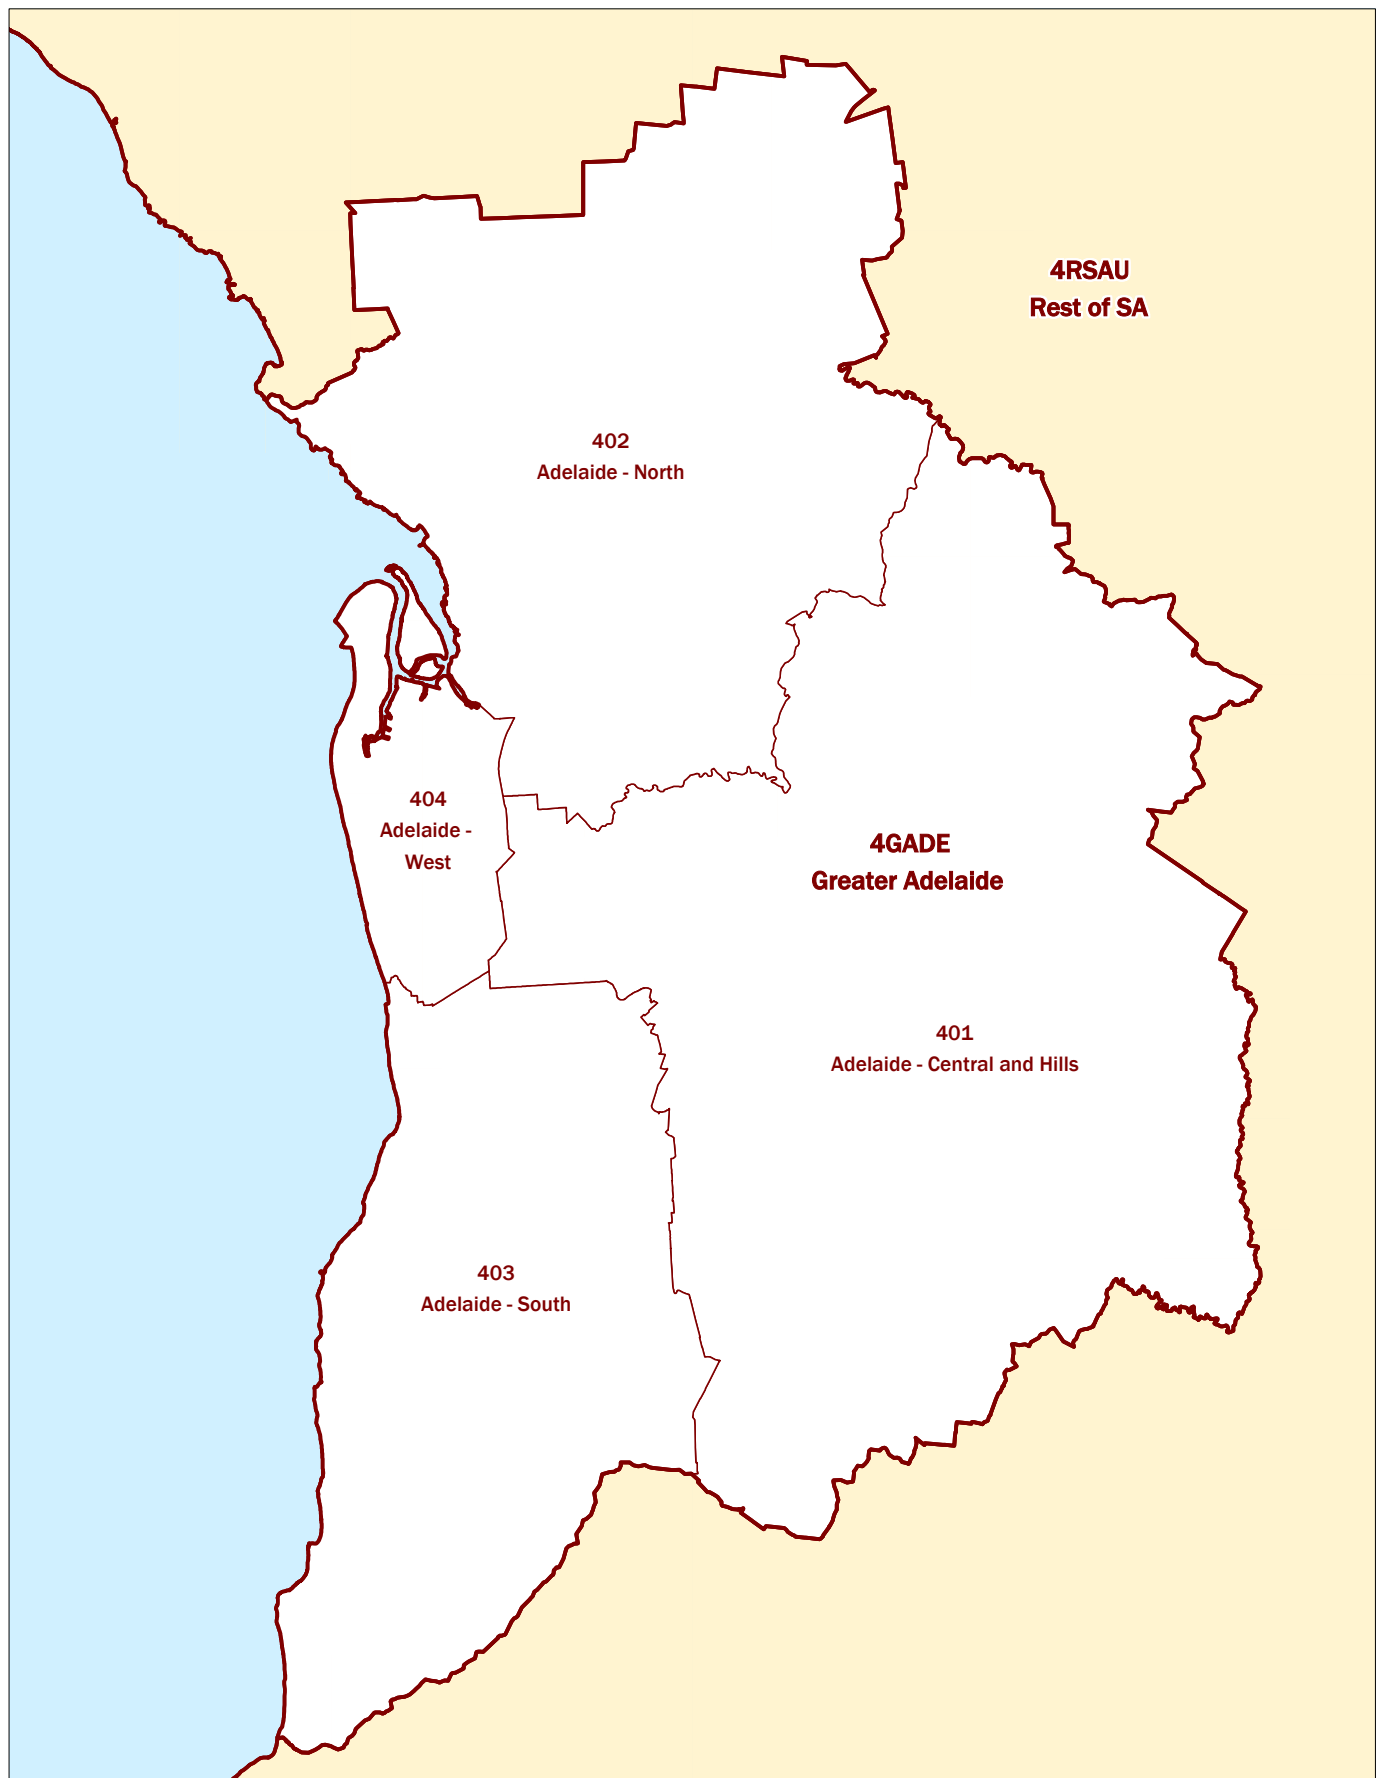 4RSAU
Rest of SA
402
Adelaide - North
404
Adelaide -
West
4GADE
Greater Adelaide
401
Adelaide - Central and Hills
403
Adelaide - South